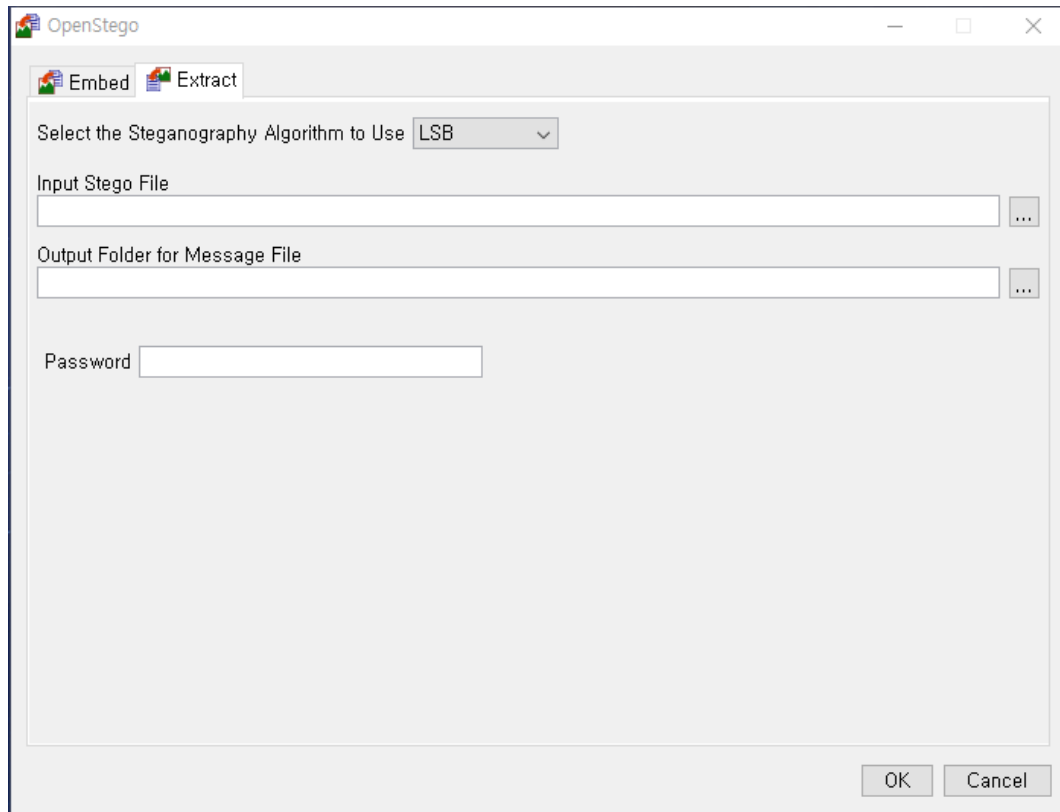 OpenStego
Embed Extract
Select the Steganography Algorithm to Use LSB
Input Stego File
...
Output Folder for Message File
...
Password
OK Cancel